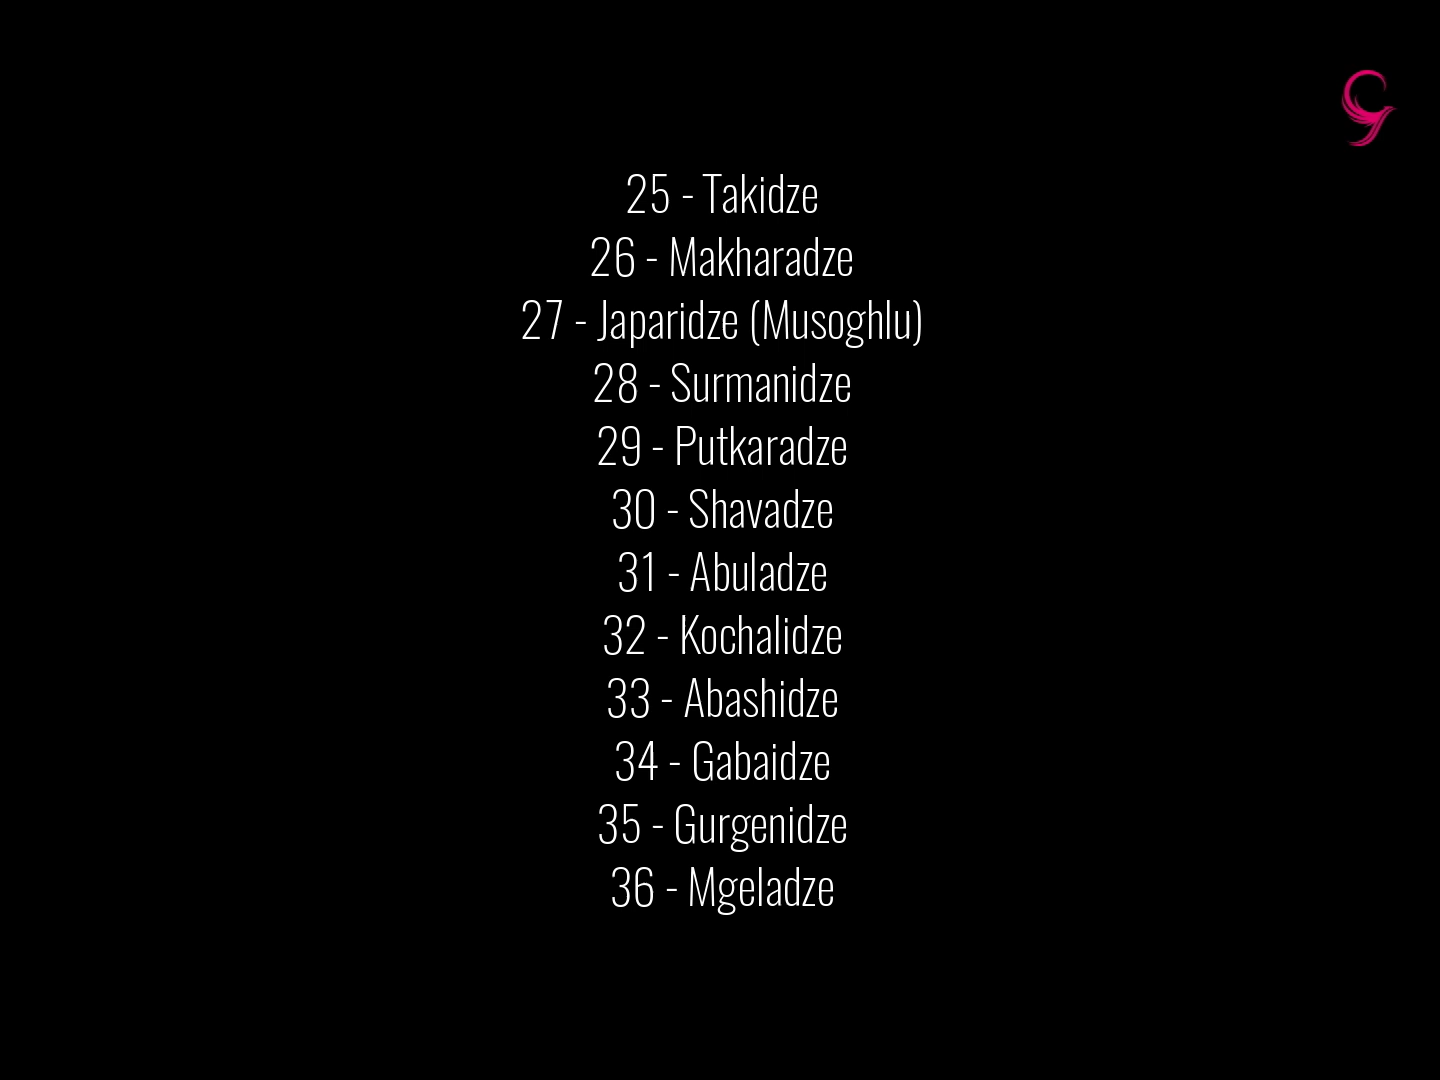 25 - Takidze
26 - Makharadze
27 - Japaridze (Musoghlu)
28 - Surmanidze
29 - Putkaradze
30 - Shavadze
31 - Abuladze
32 - Kochalidze
33 - Abashidze
34 - Gabaidze
35 - Gurgenidze
36 - Mgeladze